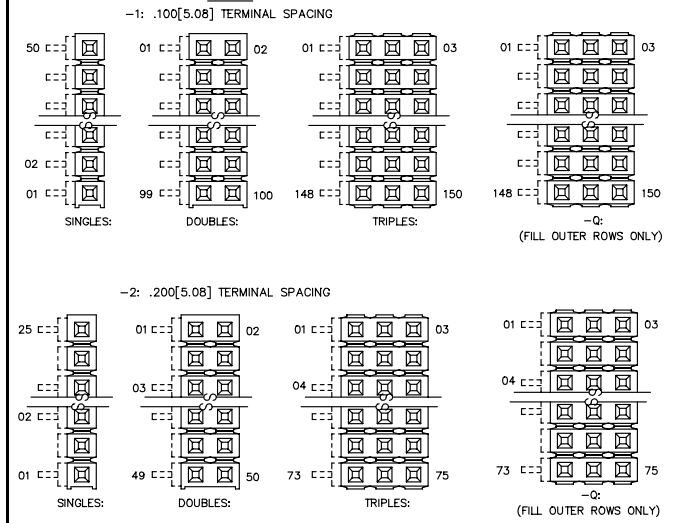 -1: .100[5.08] TERMINAL SPACING
50 01 02 01 03 01 03
02
01 99 100 148 150 148 150
SINGLES: DOUBLES: TRIPLES: -Q:
(FILL OUTER ROWS ONLY)
-2: .200[5.08] TERMINAL SPACING
25 01 02 01 03 01 03
03 04 04
02
01 49 50 73 75 73 75
SINGLES: DOUBLES: TRIPLES: -Q:
(FILL OUTER ROWS ONLY)